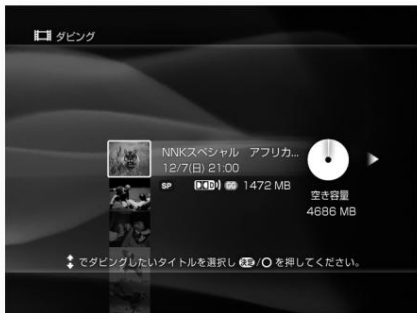 ダビング
NNKスペシャル アフリカ...
12/7(日) 21:00
SP 1472 MB
空き容量
4686 MB
でダビングしたいタイトルを選択し 決定/○ を押してください。